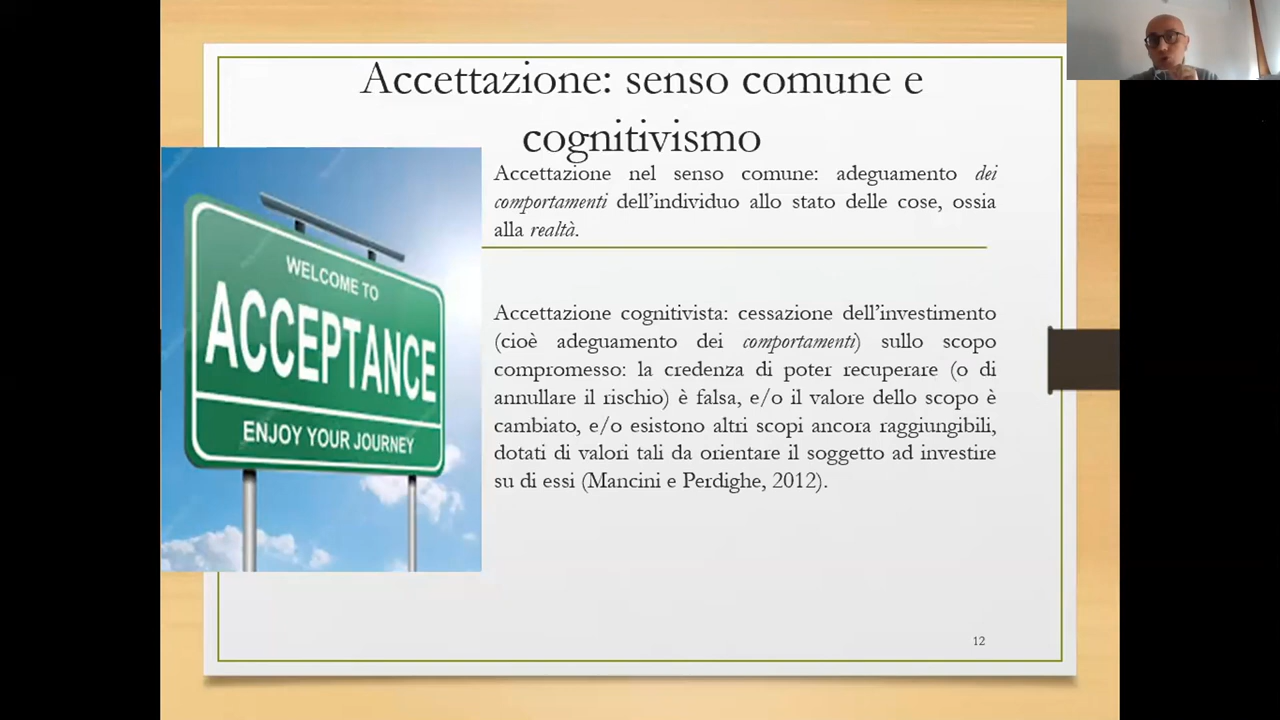 Accettazione: senso comune e
cognitivismo
WELCOME TO
ACCEPTANCE
ENJOY YOUR JOURNEY
Accettazione nel senso comune: adeguamento dei
comportamenti dell’individuo allo stato delle cose, ossia
alla realtà.
Accettazione cognitivista: cessazione dell’investimento
(cioè adeguamento dei comportamenti) sullo scopo
compromesso: la credenza di poter recuperare (o di
annullare il rischio) è falsa, e/o il valore dello scopo è
cambiato, e/o esistono altri scopi ancora raggiungibili,
dotati di valori tali da orientare il soggetto ad investire
su di essi (Mancini e Perdighe, 2012).
12